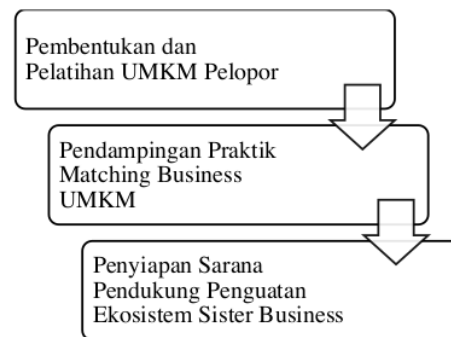 Pembentukan dan
Pelatihan UMKM Pelopor
Pendampingan Praktik
Matching Business
UMKM
Penyiapan Sarana
Pendukung Penguatan
Ekosistem Sister Business